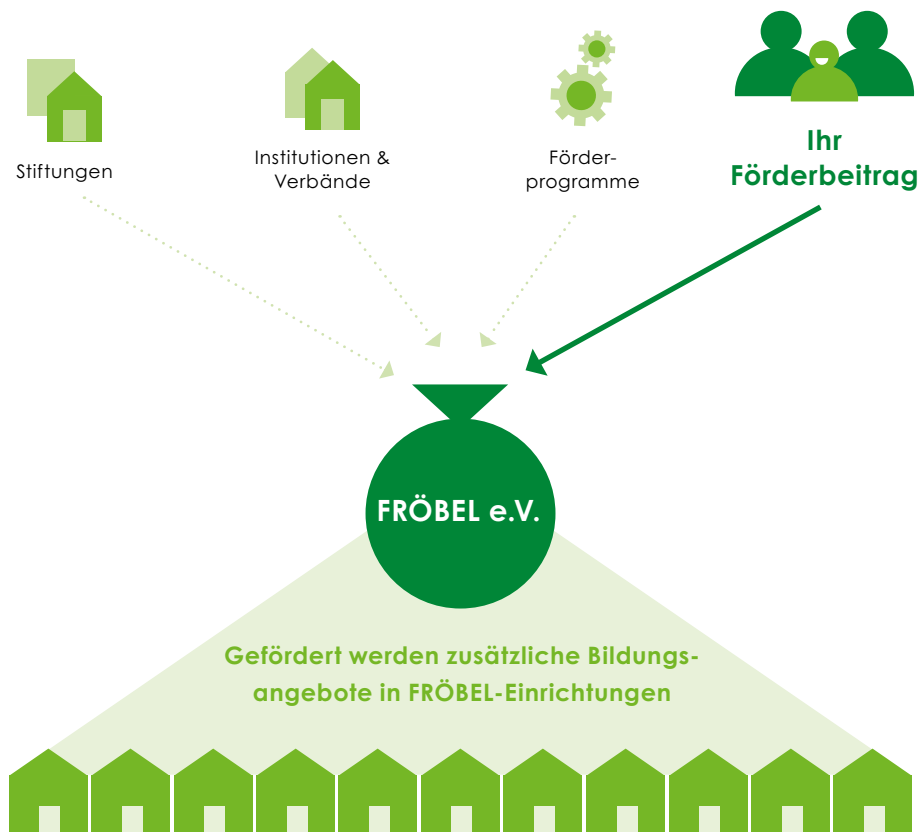 Stiftungen
Institutionen &
Verbände
Förder-
programme
Ihr
Förderbeitrag
FRÖBEL e.V.
Gefördert werden zusätzliche Bildungs-
angebote in FRÖBEL-Einrichtungen